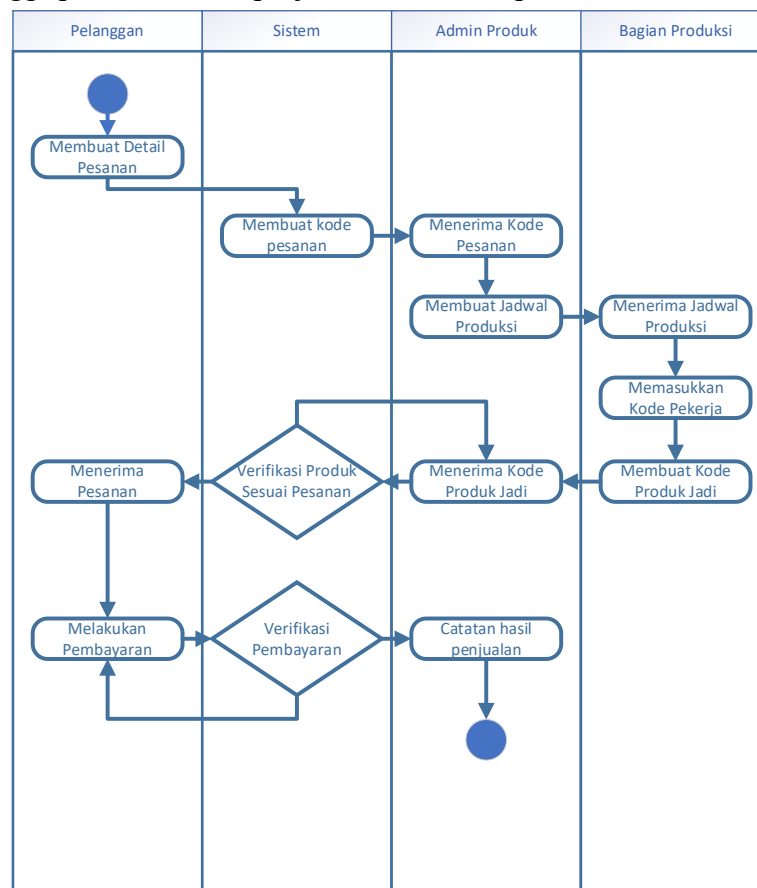 Pelanggan
Sistem
Admin Produk
Bagian Produksi
Membuat Detail
Pesanan
Membuat kode
pesanan
Menerima Kode
Pesanan
Membuat Jadwal
Produksi
Menerima Jadwal
Produksi
Memasukkan
Kode Pekerja
Menerima
Pesanan
Verifikasi Produk
Sesuai Pesanan
Menerima Kode
Produk Jadi
Membuat Kode
Produk Jadi
Melakukan
Pembayaran
Verifikasi
Pembayaran
Catatan hasil
penjualan